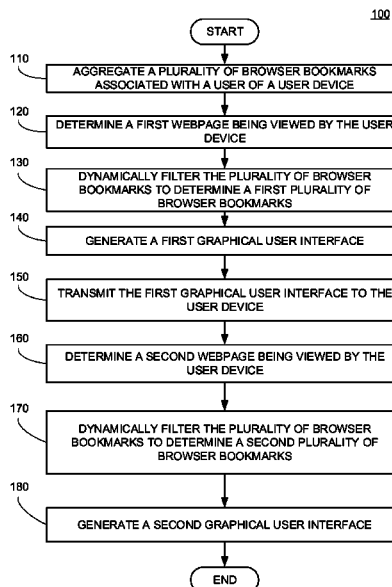 100
START
110
AGGREGATE A PLURALITY OF BROWSER BOOKMARKS
ASSOCIATED WITH A USER OF A USER DEVICE
120
DETERMINE A FIRST WEBPAGE BEING VIEWED BY THE USER
DEVICE
130
DYNAMICALLY FILTER THE PLURALITY OF BROWSER
BOOKMARKS TO DETERMINE A FIRST PLURALITY OF
BROWSER BOOKMARKS
140
GENERATE A FIRST GRAPHICAL USER INTERFACE
150
TRANSMIT THE FIRST GRAPHICAL USER INTERFACE TO THE
USER DEVICE
160
DETERMINE A SECOND WEBPAGE BEING VIEWED BY THE
USER DEVICE
170
DYNAMICALLY FILTER THE PLURALITY OF BROWSER
BOOKMARKS TO DETERMINE A SECOND PLURALITY OF
BROWSER BOOKMARKS
180
GENERATE A SECOND GRAPHICAL USER INTERFACE
END